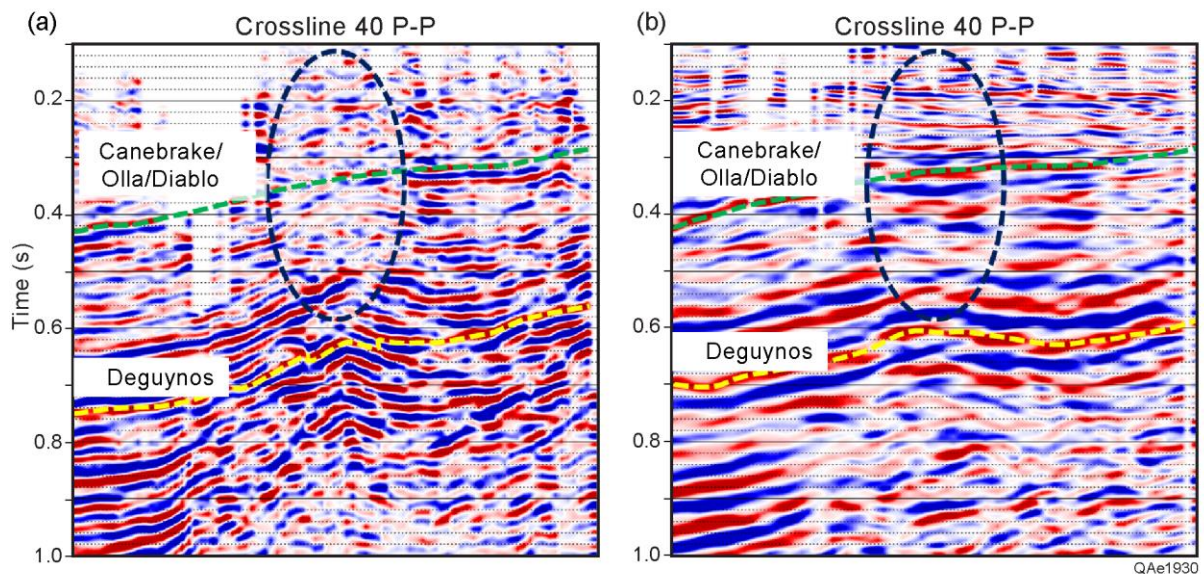 (a)
Crossline 40 P-P
Time (s)
0.2
0.4
0.6
0.8
1.0
Canebrake/
Olla/Diablo
Deguynos
(b)
Crossline 40 P-P
0.2
0.4
0.6
0.8
1.0
Canebrake/
Olla/Diablo
Deguynos
QAe1930